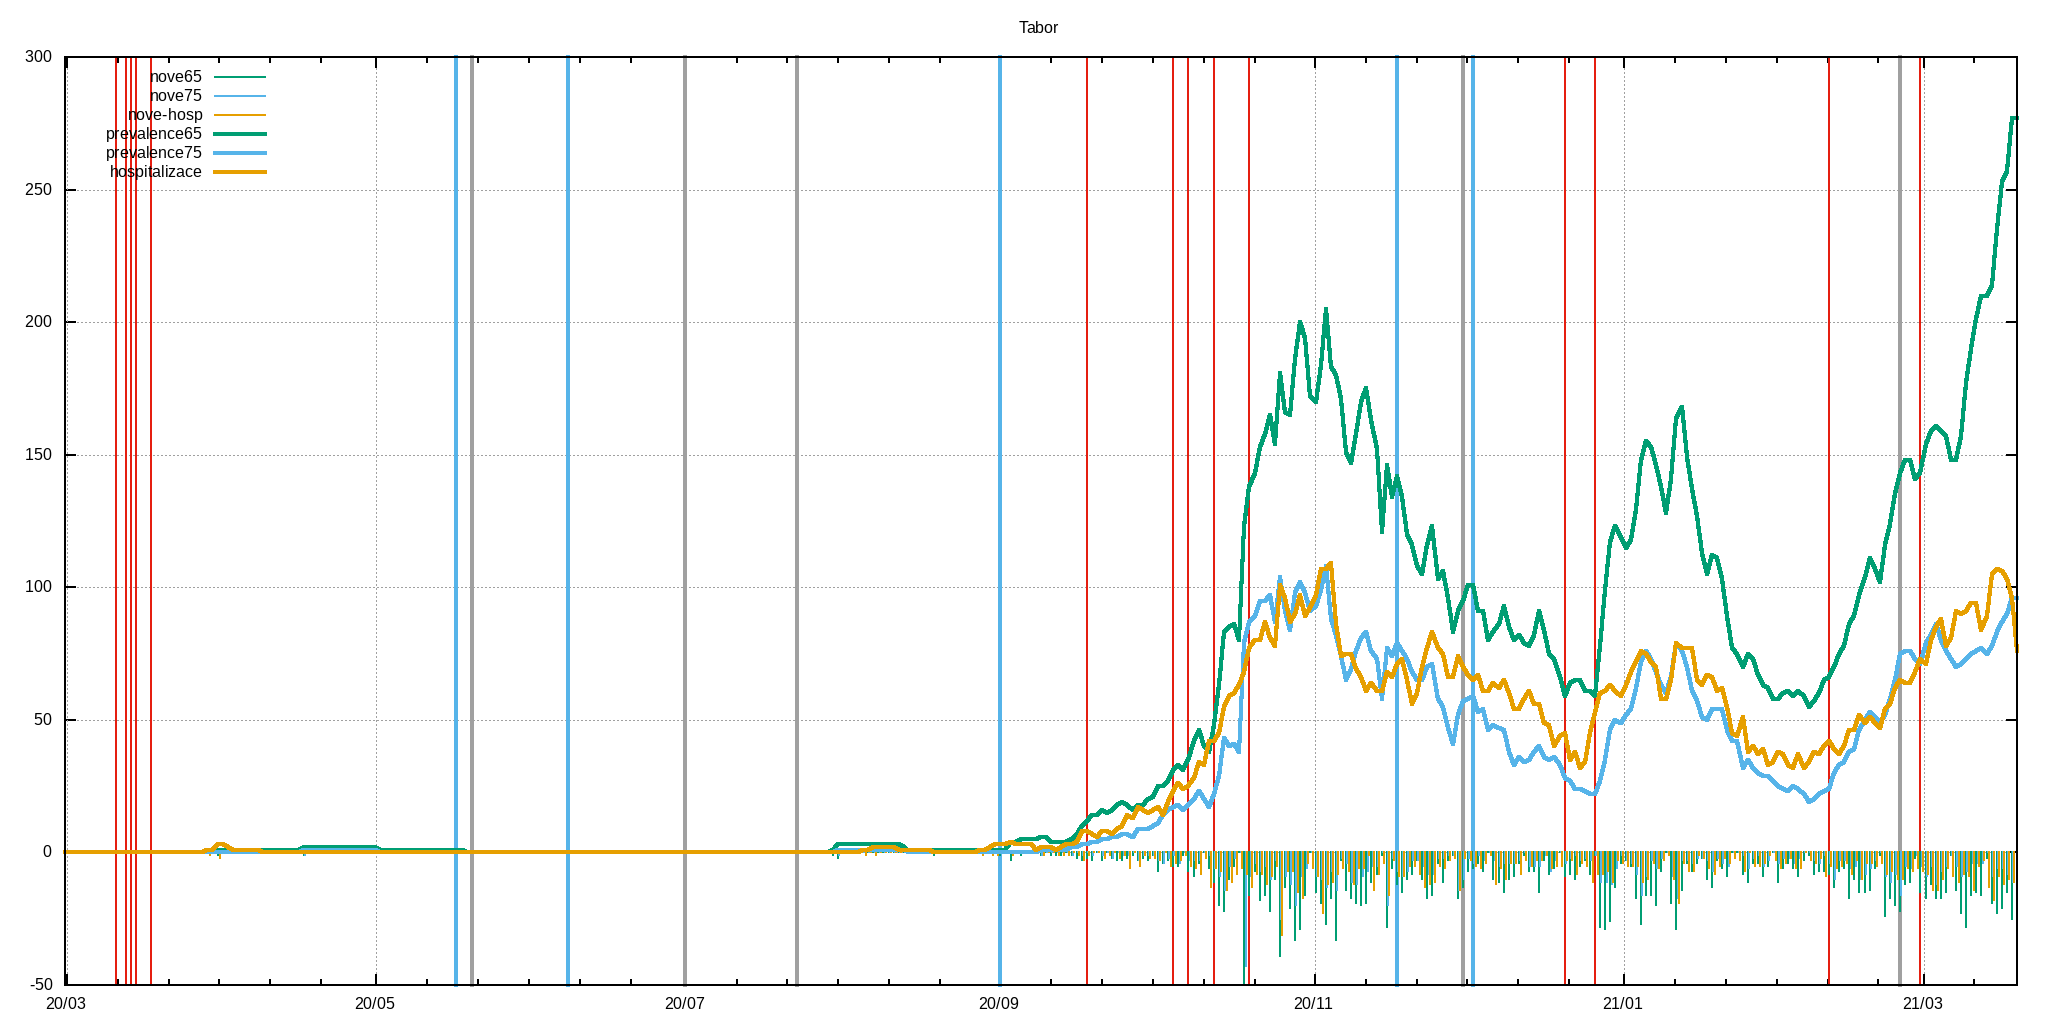 Tabor
300
250
200
150
100
50
0
-50
nove65
nove75
nove-hosp
prevalence65
prevalence75
hospitalizace
20/03 20/05 20/07 20/09 20/11 21/01 21/03